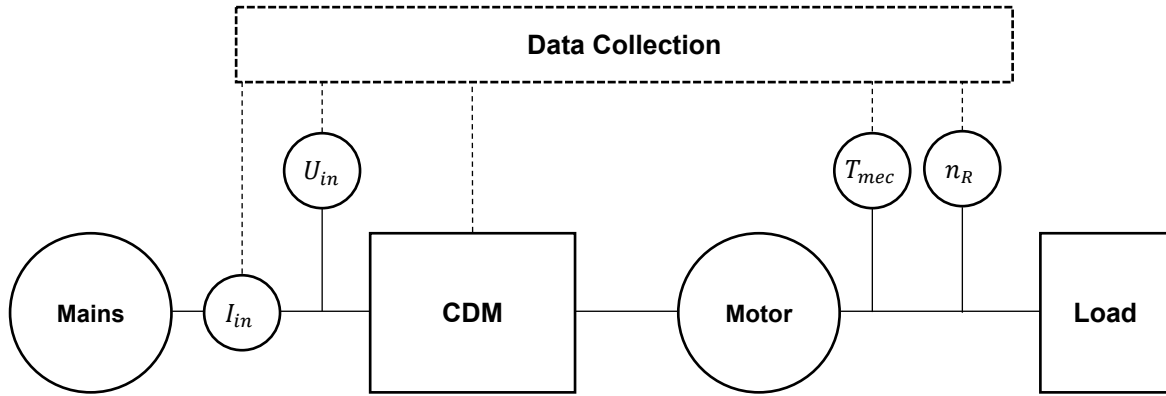 Data Collection
U_in
T_mec
n_R
Mains
I_in
CDM
Motor
Load